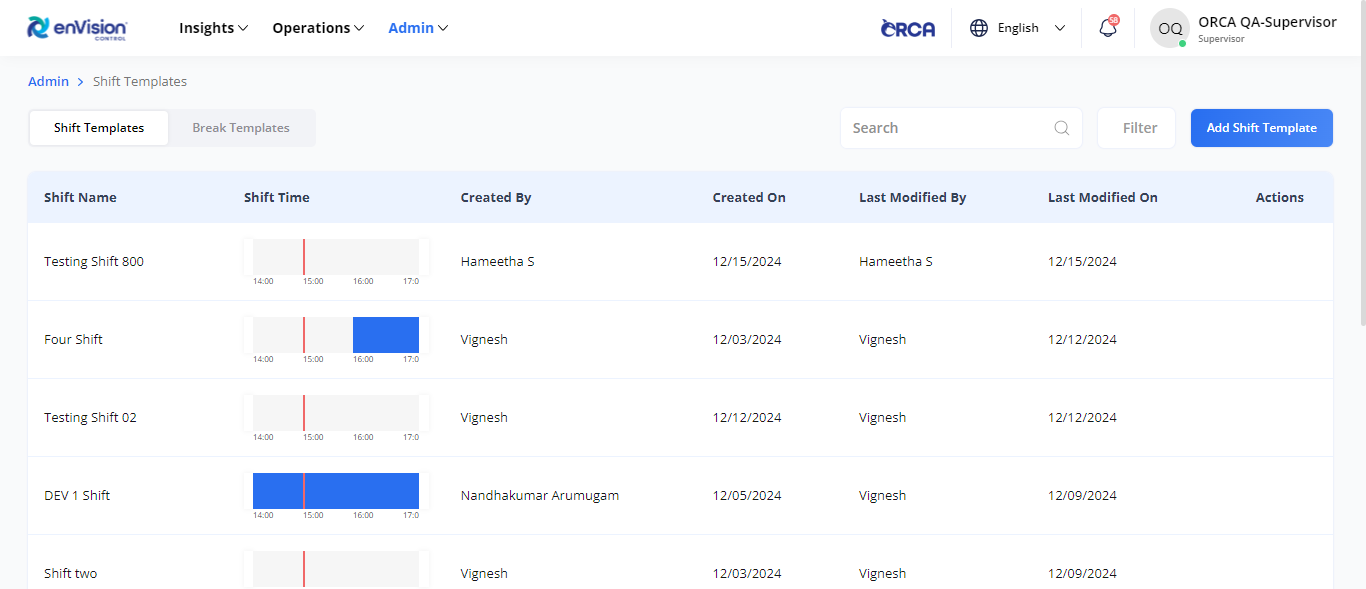 enVision CONTROL Insights Operations Admin ORCA English 58 OQ ORCA QA-Supervisor
Supervisor
Admin > Shift Templates
Shift Templates Break Templates Search Filter Add Shift Template
Shift Name Shift Time Created By Created On Last Modified By Last Modified On Actions
Testing Shift 800 Hameetha S 12/15/2024 Hameetha S 12/15/2024
14:00 15:00 16:00 17:0
Four Shift Vignesh 12/03/2024 Vignesh 12/12/2024
14:00 15:00 16:00 17:0
Testing Shift 02 Vignesh 12/12/2024 Vignesh 12/12/2024
14:00 15:00 16:00 17:0
DEV 1 Shift Nandhakumar Arumugam 12/05/2024 Vignesh 12/09/2024
14:00 15:00 16:00 17:0
Shift two Vignesh 12/03/2024 Vignesh 12/09/2024